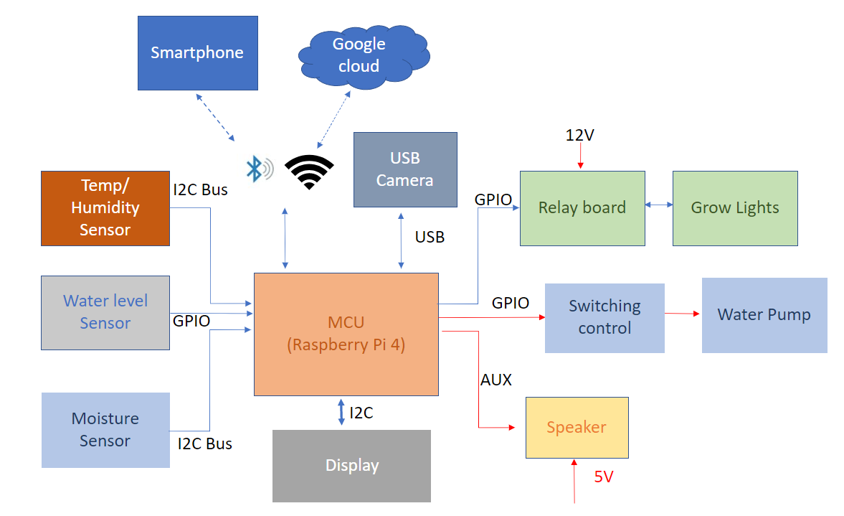 Smartphone
Google
cloud
12V
USB
Camera
Temp/
Humidity
Sensor
I2C Bus
GPIO
Relay board
Grow Lights
USB
Water level
Sensor
GPIO
MCU
(Raspberry Pi 4)
GPIO
Switching
control
Water Pump
AUX
Moisture
Sensor
I2C Bus
I2C
Speaker
Display
5V